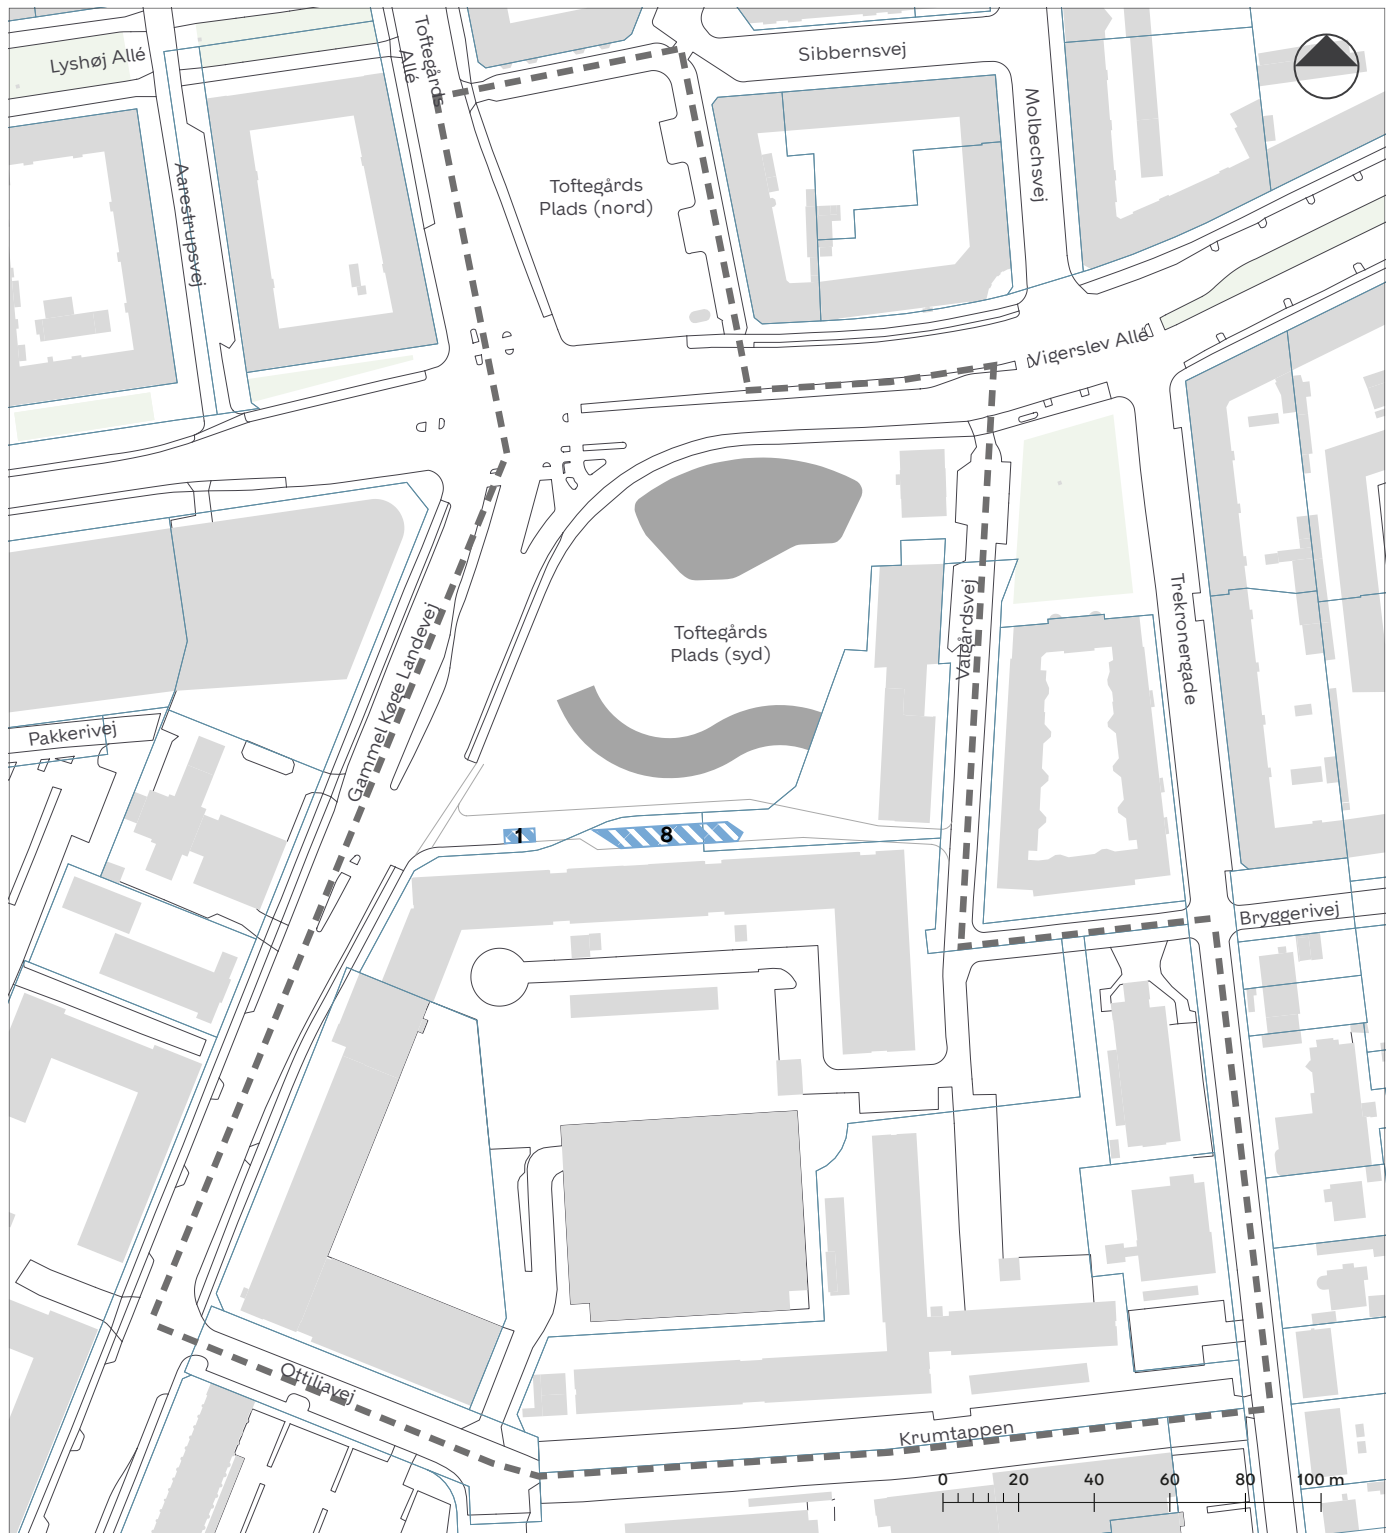 Toftegårds
Allé
Lyshøj Allé
Sibbernsvej
Molbechsvej
Aarestrupsvej
Toftegårds
Plads (nord)
Vigerslev Allé
Toftegårds
Plads (syd)
Valgårdsvej
Trekronergade
Gammel Køge Landevej
Pakkerivej
1
8
Bryggerivej
Ottiliavej
Krumtappen
0 20 40 60 80 100 m